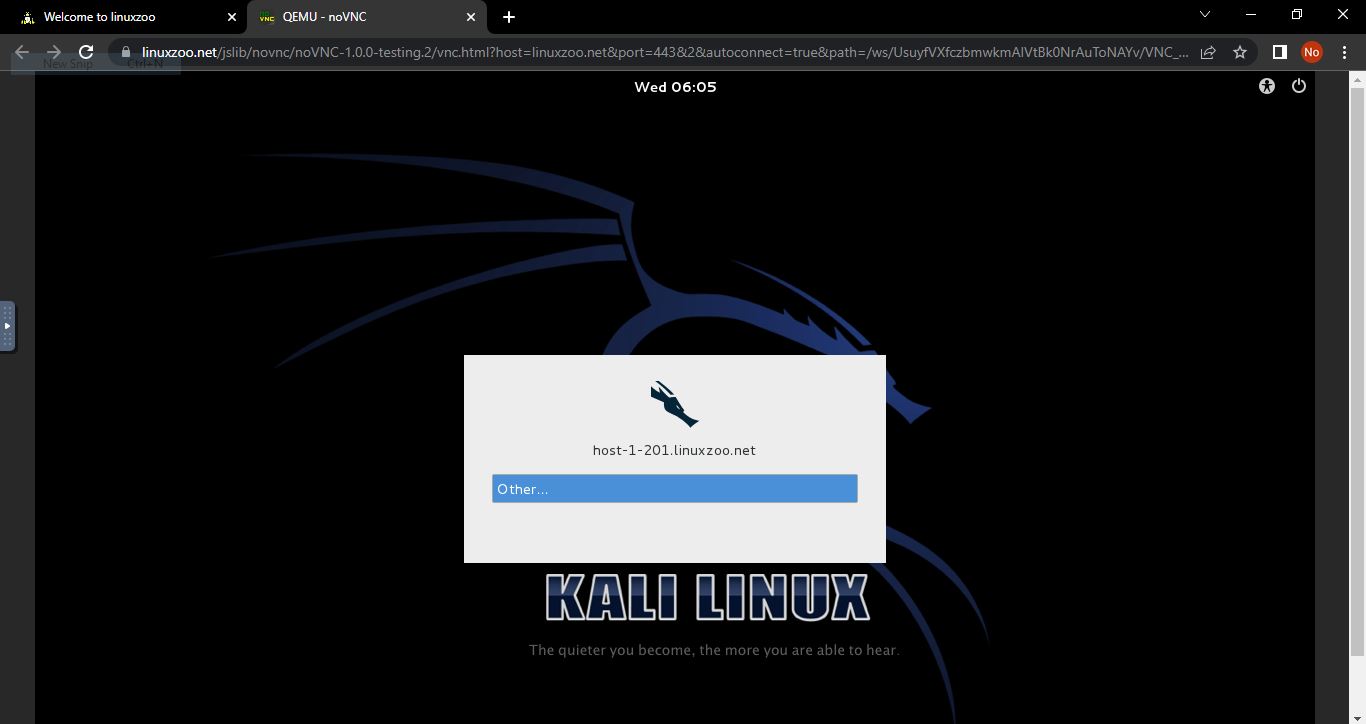 Welcome to linuxzoo
QEMU - noVNC
linuxzoo.net/jslib/novnc/noVNC-1.0.0-testing.2/vnc.html?host=linuxzoo.net&port=443&2&autoconnect=true&path=/ws/UsuyfVXfczbmwkmAlVtBk0NrAuToNAYv/VNC_...
No
New Snip Ctrl+N
Wed 06:05
host-1-201.linuxzoo.net
Other...
KALI LINUX
The quieter you become, the more you are able to hear.